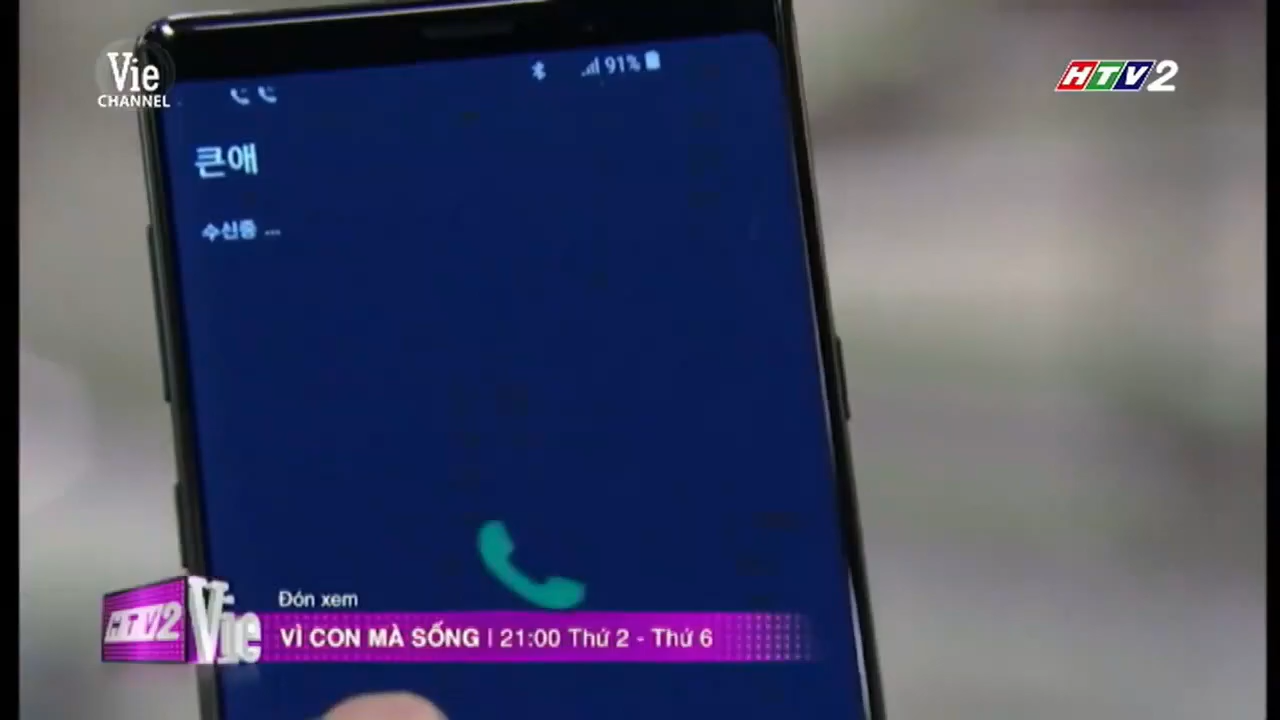 Vie
CHANNEL
HTV2
91%
큰애
수신중 ...
HTV2 Vie
Đón xem
VÌ CON MÀ SỐNG | 21:00 Thứ 2 - Thứ 6